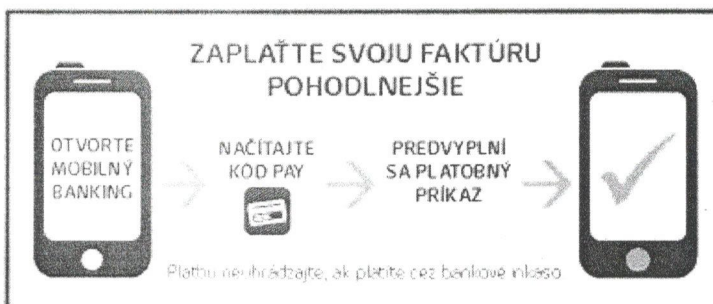 ZAPLAŤTE SVOJU FAKTÚRU
POHODLNEJŠIE
OTVORTE
MOBILNÝ
BANKING
NAČÍTAJTE
KÓD PAY
PREDVYPLNÍ
SA PLATOBNÝ
PRÍKAZ
Platbu neuhrádzajte, ak platíte cez bankové inkaso